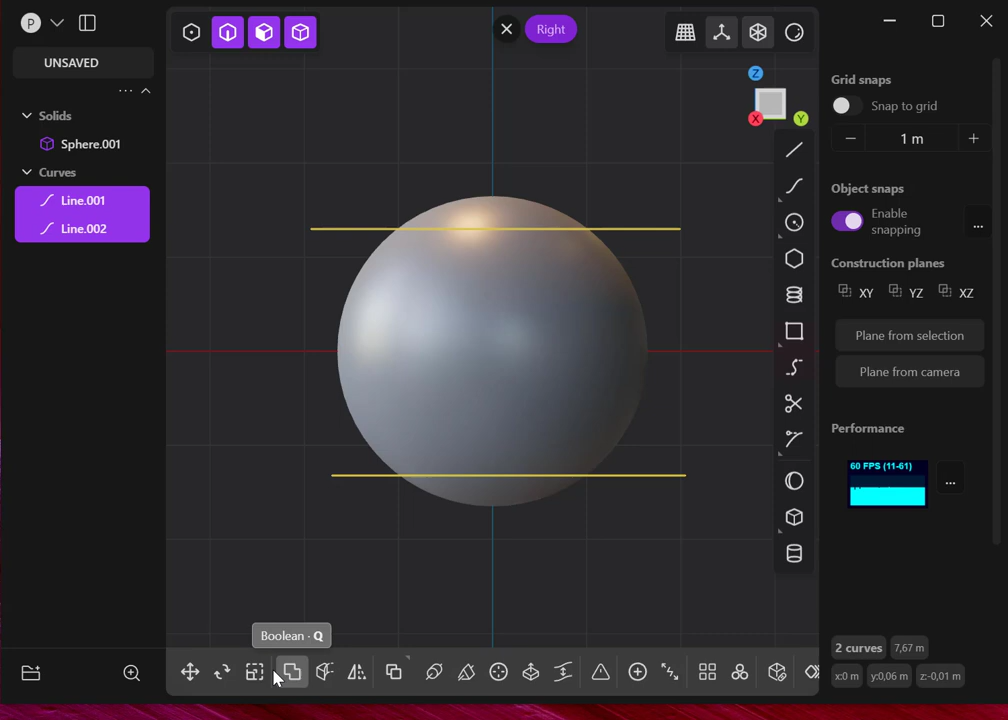 P
Right
UNSAVED
Z
X
Y
Solids
Sphere.001
Curves
Line.001
Line.002
Grid snaps
Snap to grid
1 m
Object snaps
Enable
snapping
Construction planes
XY
YZ
XZ
Plane from selection
Plane from camera
Performance
60 FPS (11-61)
Boolean · Q
2 curves
7,67 m
x:0 m
y:0,06 m
z:-0,01 m